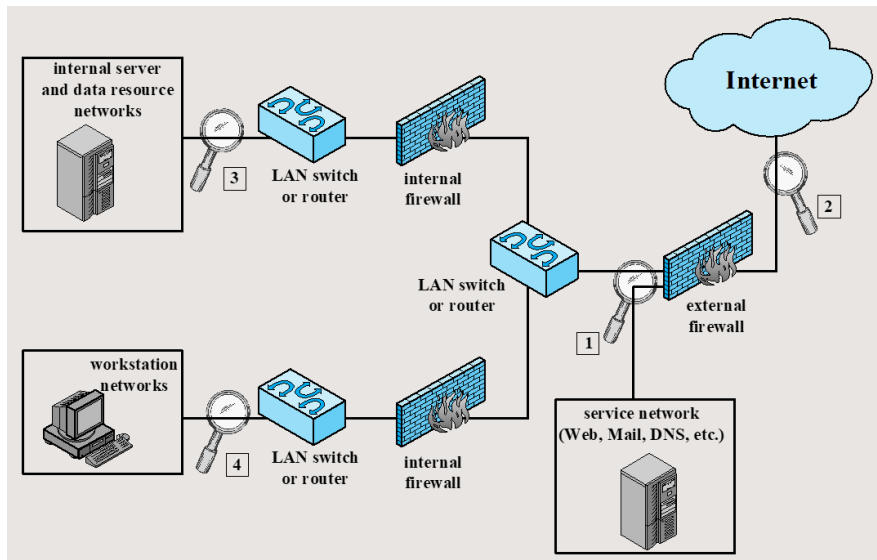 internal server
and data resource
networks
3
LAN switch
or router
internal
firewall
Internet
2
LAN switch
or router
1
external
firewall
workstation
networks
4
LAN switch
or router
internal
firewall
service network
(Web, Mail, DNS, etc.)